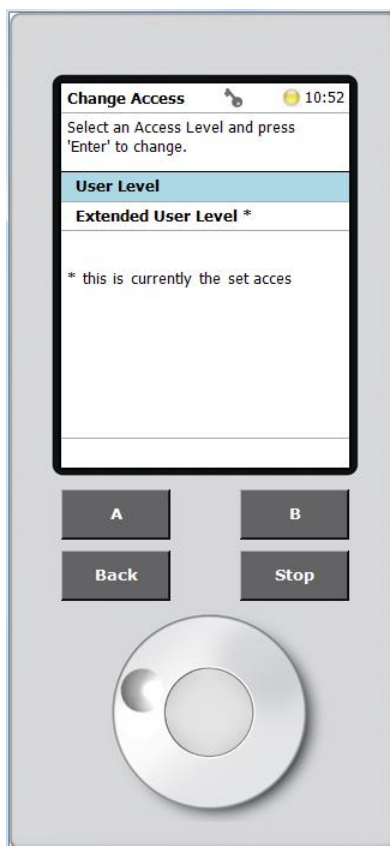 Change Access 10:52
Select an Access Level and press
'Enter' to change.
User Level
Extended User Level *
* this is currently the set acces
A B
Back Stop